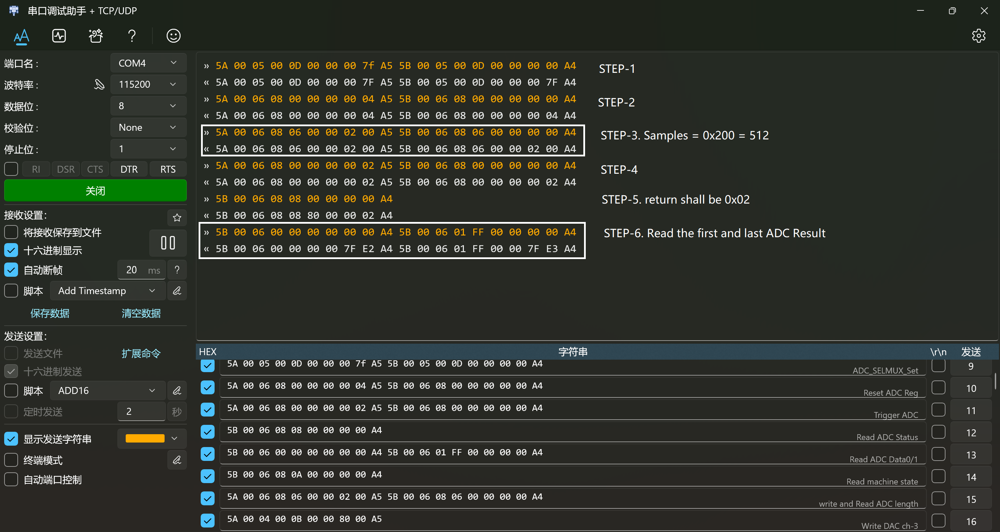 串口调试助手 + TCP/UDP
端口名 :
COM4
波特率 :
115200
数据位 :
8
校验位 :
None
停止位 :
1
RI DSR CTS DTR RTS
关闭
接收设置:
将接收保存到文件
十六进制显示
自动断帧
20 ms ?
脚本
Add Timestamp
保存数据
清空数据
发送设置:
发送文件
扩展命令
十六进制发送
脚本
ADD16
定时发送
2 秒
显示发送字符串
终端模式
自动端口控制
» 5A 00 05 00 0D 00 00 00 7f A5 5B 00 05 00 0D 00 00 00 00 A4
STEP-1
« 5A 00 05 00 0D 00 00 00 7F A5 5B 00 05 00 0D 00 00 00 7F A4
» 5A 00 06 08 00 00 00 00 04 A5 5B 00 06 08 00 00 00 00 00 A4
STEP-2
« 5A 00 06 08 00 00 00 00 04 A5 5B 00 06 08 00 00 00 00 04 A4
» 5A 00 06 08 06 00 00 02 00 A5 5B 00 06 08 06 00 00 00 00 A4
STEP-3. Samples = 0x200 = 512
« 5A 00 06 08 06 00 00 02 00 A5 5B 00 06 08 06 00 00 02 00 A4
» 5A 00 06 08 00 00 00 00 02 A5 5B 00 06 08 00 00 00 00 00 A4
STEP-4
« 5A 00 06 08 00 00 00 00 02 A5 5B 00 06 08 00 00 00 00 02 A4
» 5B 00 06 08 08 00 00 00 00 A4
STEP-5. return shall be 0x02
« 5B 00 06 08 08 80 00 00 02 A4
» 5B 00 06 00 00 00 00 00 00 A4 5B 00 06 01 FF 00 00 00 00 A4
STEP-6. Read the first and last ADC Result
« 5B 00 06 00 00 00 00 7F E2 A4 5B 00 06 01 FF 00 00 7F E3 A4
HEX 字符串 \r\n 发送
5A 00 05 00 0D 00 00 00 7f A5 5B 00 05 00 0D 00 00 00 00 A4
ADC_SELMUX_Set
9
5A 00 06 08 00 00 00 00 04 A5 5B 00 06 08 00 00 00 00 00 A4
Reset ADC Reg
10
5A 00 06 08 00 00 00 00 02 A5 5B 00 06 08 00 00 00 00 00 A4
Trigger ADC
11
5B 00 06 08 08 00 00 00 00 A4
Read ADC Status
12
5B 00 06 00 00 00 00 00 00 A4 5B 00 06 01 FF 00 00 00 00 A4
Read ADC Data0/1
13
5B 00 06 08 0A 00 00 00 00 A4
Read machine state
14
5A 00 06 08 06 00 00 02 00 A5 5B 00 06 08 06 00 00 00 00 A4
write and Read ADC length
15
5A 00 04 00 0B 00 00 80 00 A5
Write DAC ch-3
16